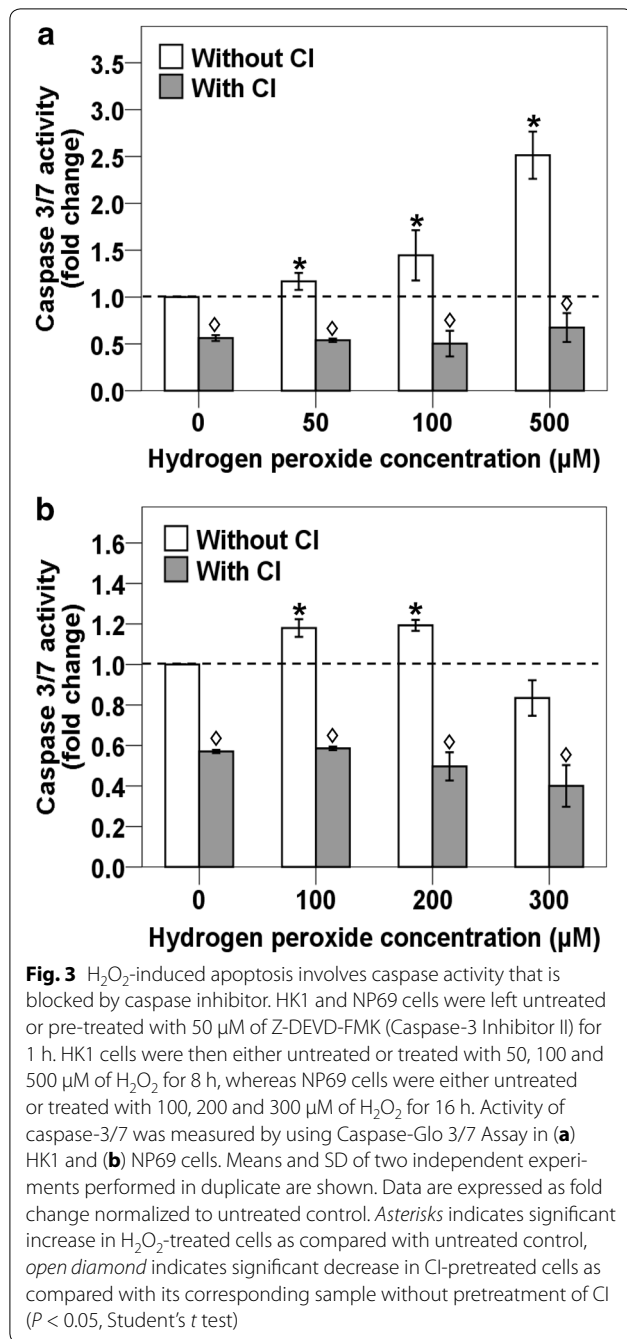 a
Without CI
With CI
Caspase 3/7 activity
(fold change)
3.5
3.0
2.5
2.0
1.5
1.0
0.5
0.0
*
*
*
◊
◊
◊
◊
0 50 100 500
Hydrogen peroxide concentration (µM)
b
Without CI
With CI
Caspase 3/7 activity
(fold change)
1.6
1.4
1.2
1.0
0.8
0.6
0.4
0.2
0.0
*
*
◊
◊
◊
◊
0 100 200 300
Hydrogen peroxide concentration (µM)
Fig. 3 H₂O₂-induced apoptosis involves caspase activity that is
blocked by caspase inhibitor. HK1 and NP69 cells were left untreated
or pre-treated with 50 µM of Z-DEVD-FMK (Caspase-3 Inhibitor II) for
1 h. HK1 cells were then either untreated or treated with 50, 100 and
500 µM of H₂O₂ for 8 h, whereas NP69 cells were either untreated
or treated with 100, 200 and 300 µM of H₂O₂ for 16 h. Activity of
caspase-3/7 was measured by using Caspase-Glo 3/7 Assay in (a)
HK1 and (b) NP69 cells. Means and SD of two independent experi-
ments performed in duplicate are shown. Data are expressed as fold
change normalized to untreated control. Asterisks indicates significant
increase in H₂O₂-treated cells as compared with untreated control,
open diamond indicates significant decrease in CI-pretreated cells as
compared with its corresponding sample without pretreatment of CI
(P < 0.05, Student's t test)